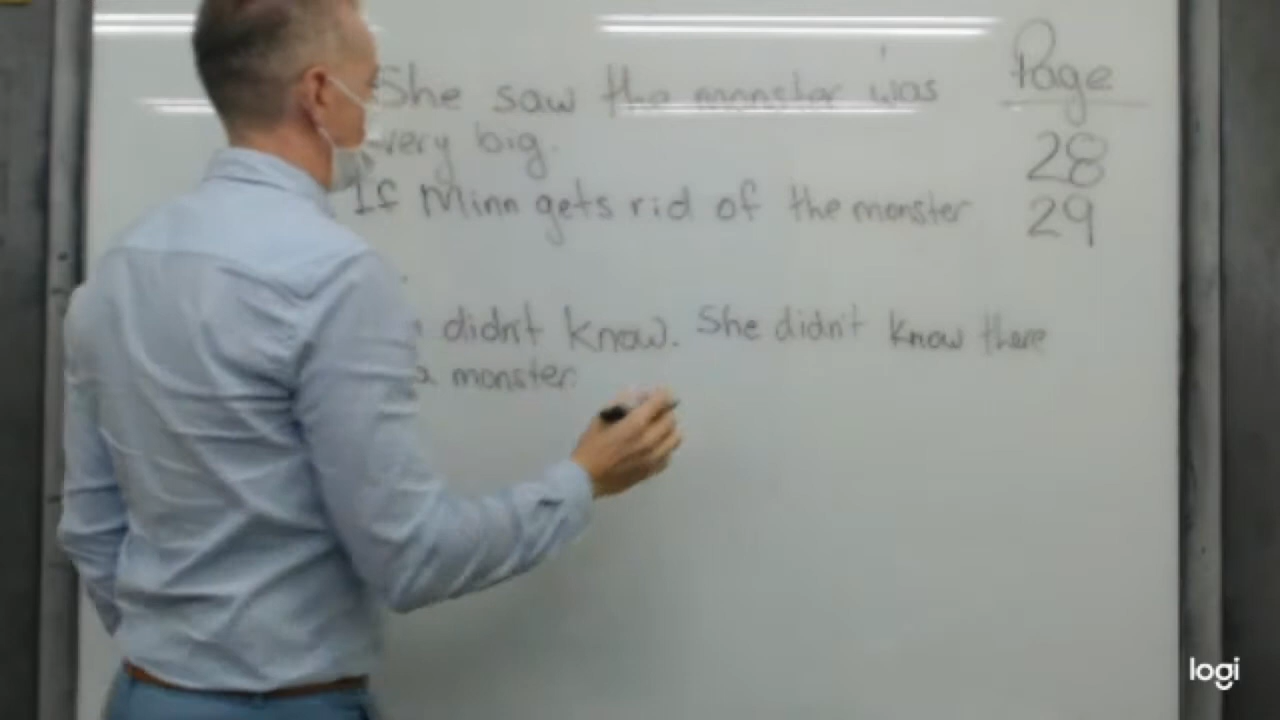 She saw the monster was Page
very big. 28
If Minn gets rid of the monster 29
didn't know. She didn't know there
a monster.
logi